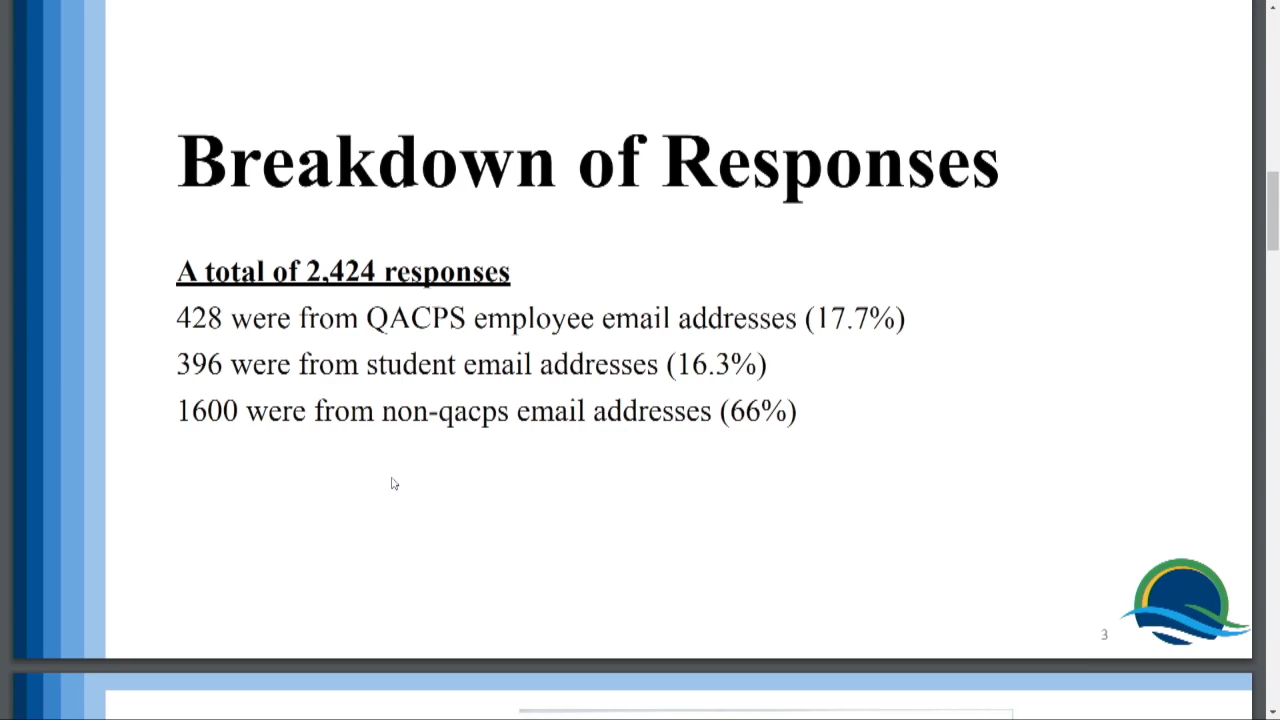 Breakdown of Responses
A total of 2,424 responses
428 were from QACPS employee email addresses (17.7%)
396 were from student email addresses (16.3%)
1600 were from non-qacps email addresses (66%)
3